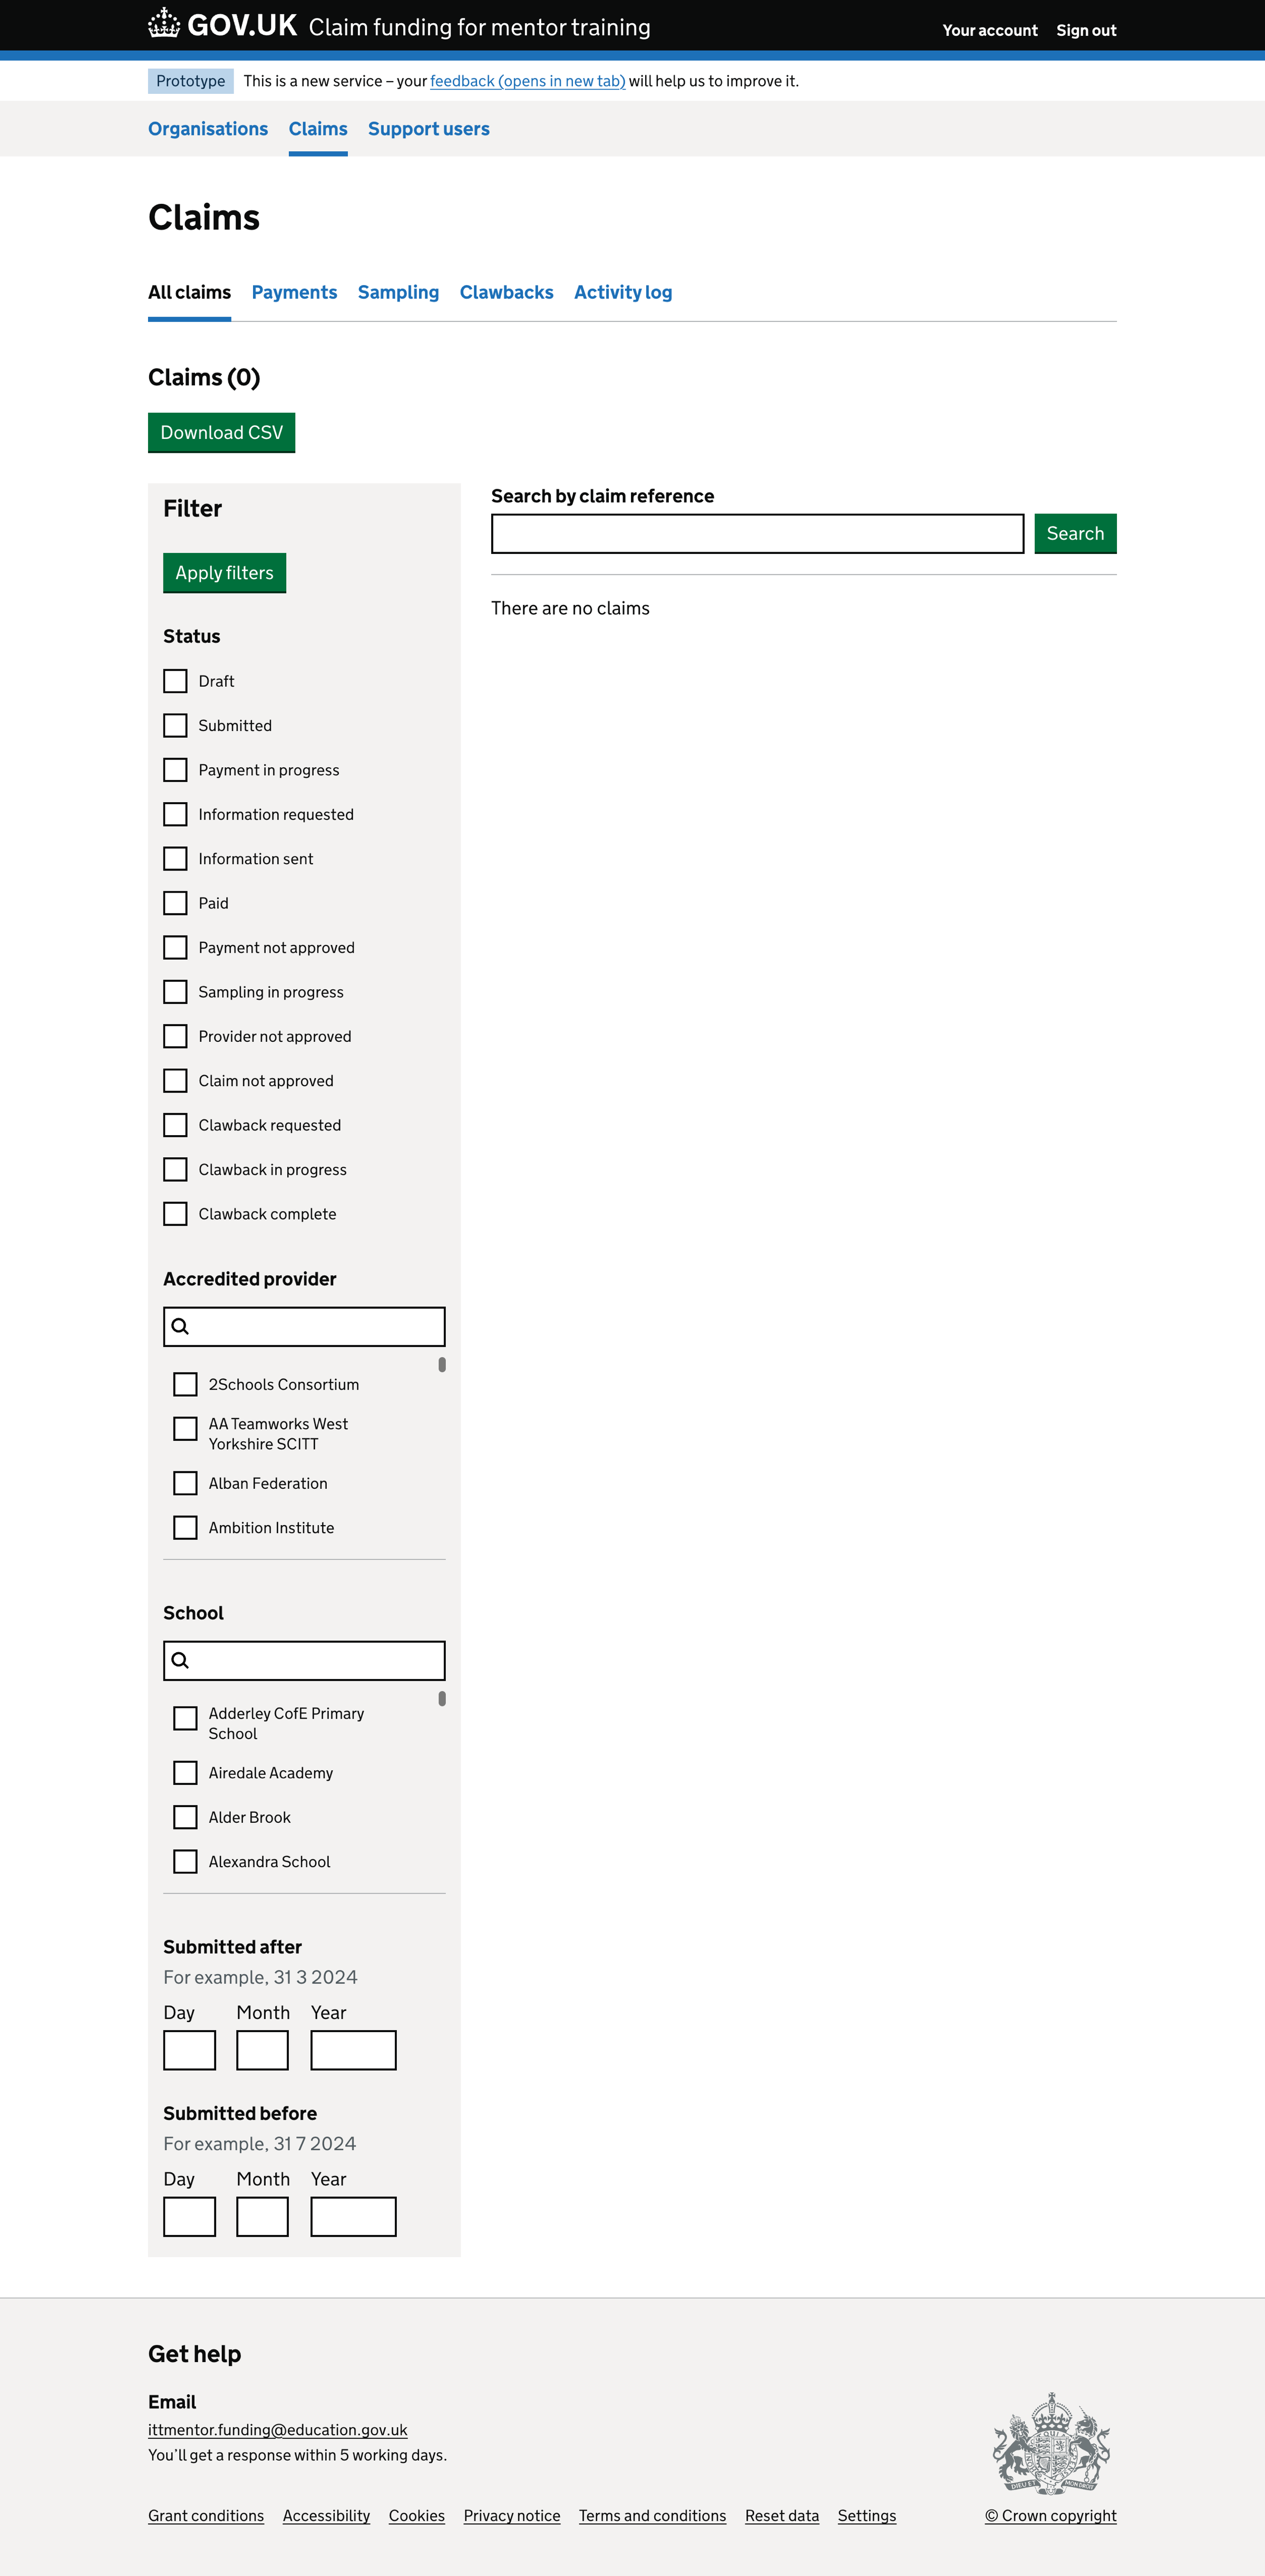 GOV.UK Claim funding for mentor training
Your account Sign out
Prototype This is a new service – your feedback (opens in new tab) will help us to improve it.
Organisations Claims Support users
Claims
All claims Payments Sampling Clawbacks Activity log
Claims (0)
Download CSV
Filter
Apply filters
Status
Draft
Submitted
Payment in progress
Information requested
Information sent
Paid
Payment not approved
Sampling in progress
Provider not approved
Claim not approved
Clawback requested
Clawback in progress
Clawback complete
Accredited provider
2Schools Consortium
AA Teamworks West
Yorkshire SCITT
Alban Federation
Ambition Institute
School
Adderley CofE Primary
School
Airedale Academy
Alder Brook
Alexandra School
Submitted after
For example, 31 3 2024
Day Month Year
Submitted before
For example, 31 7 2024
Day Month Year
Search by claim reference
Search
There are no claims
Get help
Email
ittmentor.funding@education.gov.uk
You’ll get a response within 5 working days.
Grant conditions Accessibility Cookies Privacy notice Terms and conditions Reset data Settings
DIEU ET MON DROIT
© Crown copyright